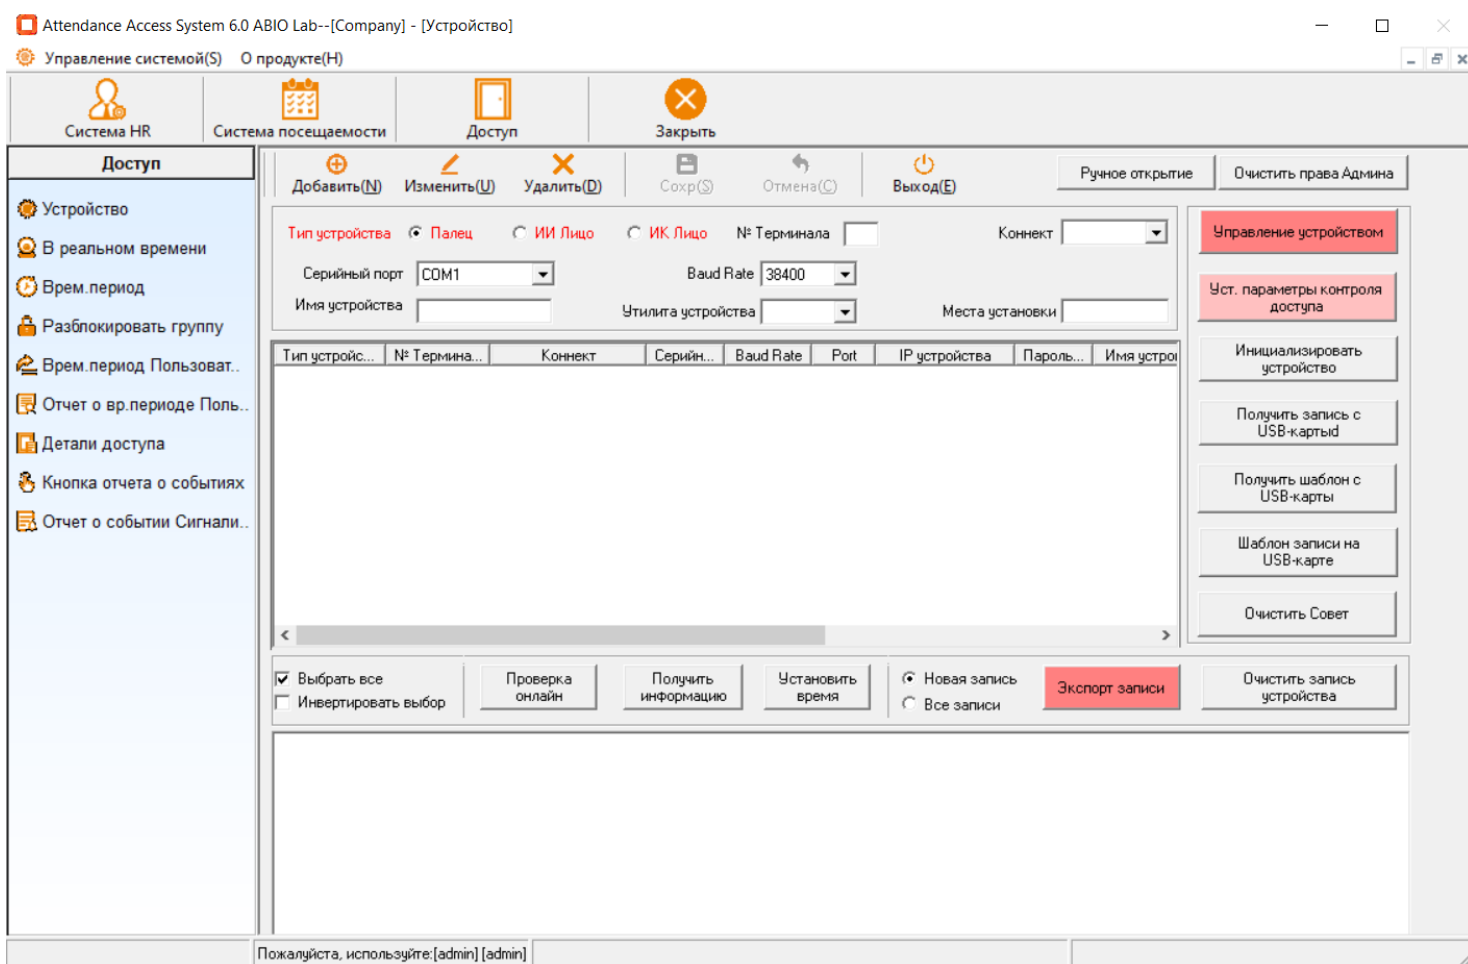 Attendance Access System 6.0 ABIO Lab--[Company] - [Устройство]
Управление системой(S) О продукте(H)
Система HR Система посещаемости Доступ Закрыть
Доступ
Устройство
В реальном времени
Врем.период
Разблокировать группу
Врем.период Пользоват..
Отчет о вр.периоде Поль..
Детали доступа
Кнопка отчета о событиях
Отчет о событии Сигнали..
Добавить(N) Изменить(U) Удалить(D) Сохр(S) Отмена(C) Выход(E) Ручное открытие Очистить права Админа
Тип устройства Палец ИИ Лицо ИК Лицо № Терминала Коннект
Серийный порт COM1 Baud Rate 38400
Имя устройства Утилита устройства Места установки
Тип устройс... № Термина... Коннект Серийн... Baud Rate Port IP устройства Пароль... Имя устрой
Управление устройством
Уст. параметры контроля
доступа
Инициализировать
устройство
Получить запись с
USB-картыd
Получить шаблон с
USB-карты
Шаблон записи на
USB-карте
Очистить Совет
Выбрать все
Инвертировать выбор
Проверка
онлайн
Получить
информацию
Установить
время
Новая запись
Все записи
Экспорт записи
Очистить запись
устройства
Пожалуйста, используйте:[admin] [admin]